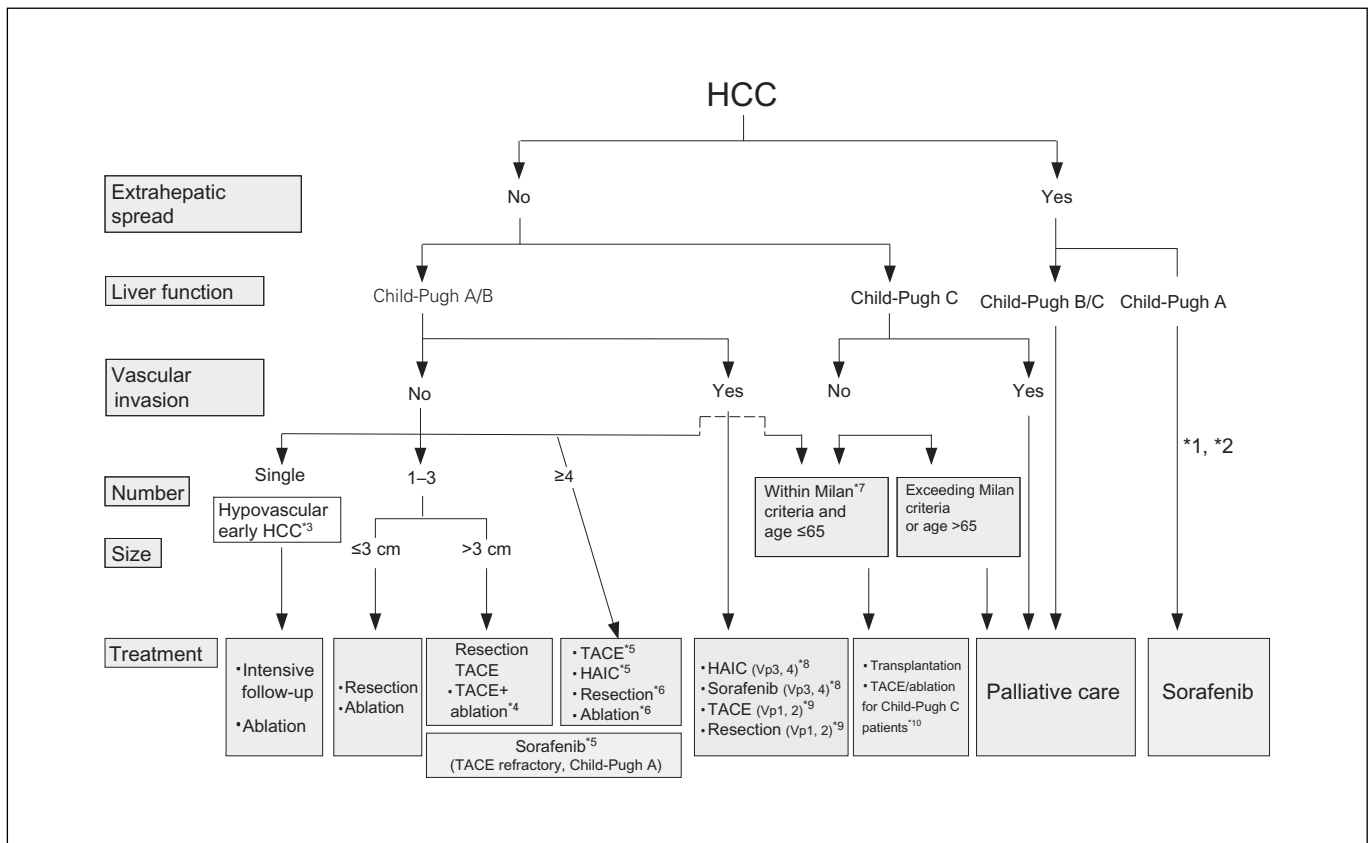 HCC
Extrahepatic
spread
No
Yes
Liver function
Child-Pugh A/B
Child-Pugh C
Child-Pugh B/C
Child-Pugh A
Vascular
invasion
No
Yes
No
Yes
*1, *2
Number
Single
1–3
≥4
Hypovascular
early HCC*3
Within Milan*7
criteria and
age ≤65
Exceeding Milan
criteria
or age >65
Size
≤3 cm
>3 cm
Treatment
· Intensive
follow-up
· Ablation
· Resection
· Ablation
Resection
TACE
· TACE+
ablation*4
· TACE*5
· HAIC*5
· Resection*6
· Ablation*6
Sorafenib*5
(TACE refractory, Child-Pugh A)
· HAIC (Vp3, 4)*8
· Sorafenib (Vp3, 4)*8
· TACE (Vp1, 2)*9
· Resection (Vp1, 2)*9
· Transplantation
· TACE/ablation
for Child-Pugh C
patients*10
Palliative care
Sorafenib